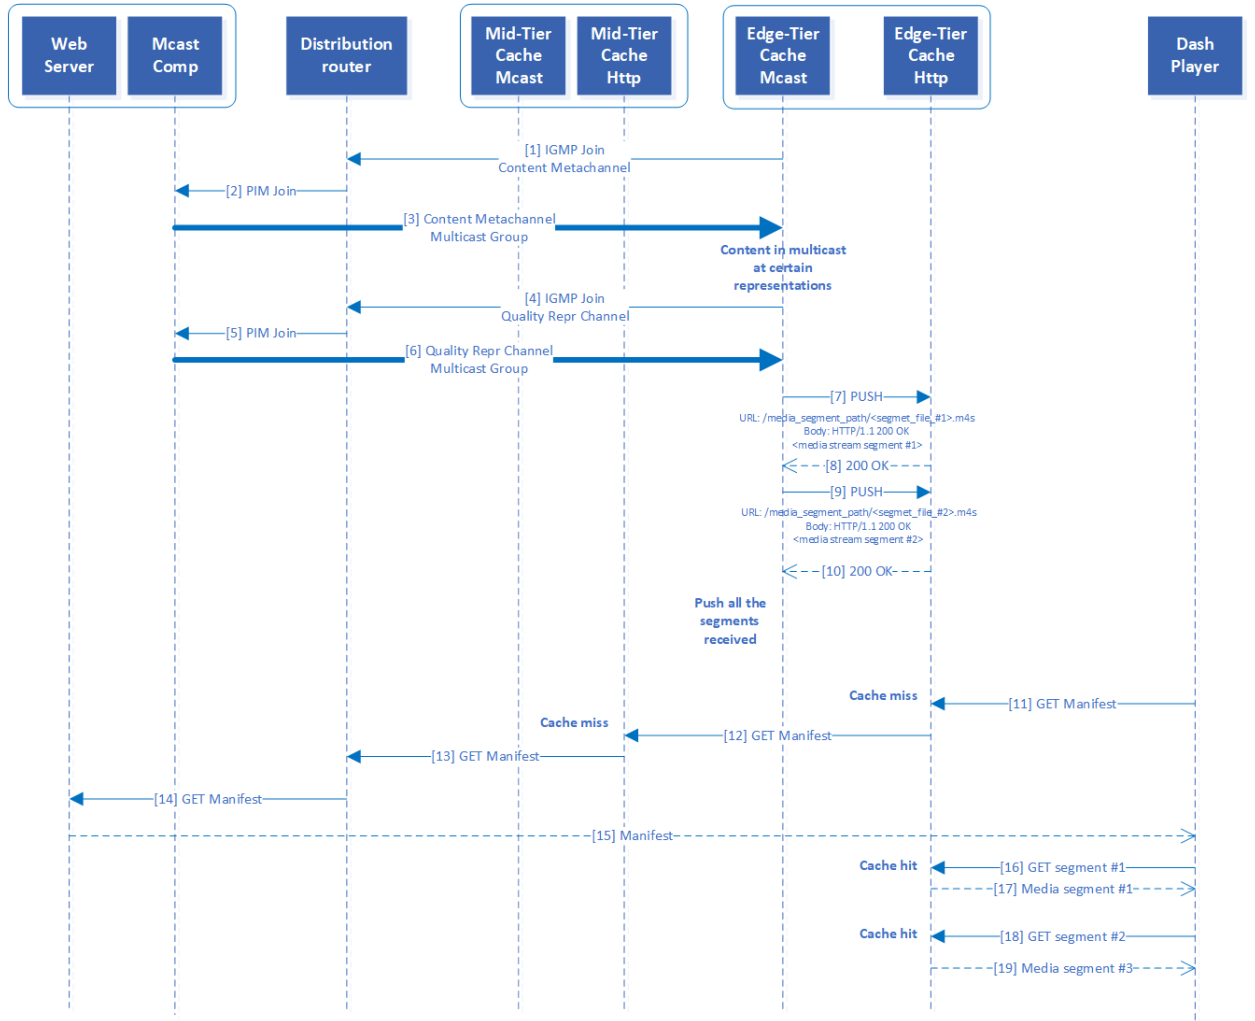 Web
Server
Mcast
Comp
Distribution
router
Mid-Tier
Cache
Mcast
Mid-Tier
Cache
Http
Edge-Tier
Cache
Mcast
Edge-Tier
Cache
Http
Dash
Player
[1] IGMP Join
Content Metachannel
[2] PIM Join
[3] Content Metachannel
Multicast Group
Content in multicast
at certain
representations
[4] IGMP Join
Quality Repr Channel
[5] PIM Join
[6] Quality Repr Channel
Multicast Group
[7] PUSH
URL: /media_segment_path/<segmet_file_#1>.m4s
Body: HTTP/1.1 200 OK
<media stream segment #1>
[8] 200 OK
[9] PUSH
URL: /media_segment_path/<segmet_file_#2>.m4s
Body: HTTP/1.1 200 OK
<media stream segment #2>
[10] 200 OK
Push all the
segments
received
Cache miss
[11] GET Manifest
Cache miss
[12] GET Manifest
[13] GET Manifest
[14] GET Manifest
[15] Manifest
Cache hit
[16] GET segment #1
[17] Media segment #1
Cache hit
[18] GET segment #2
[19] Media segment #3